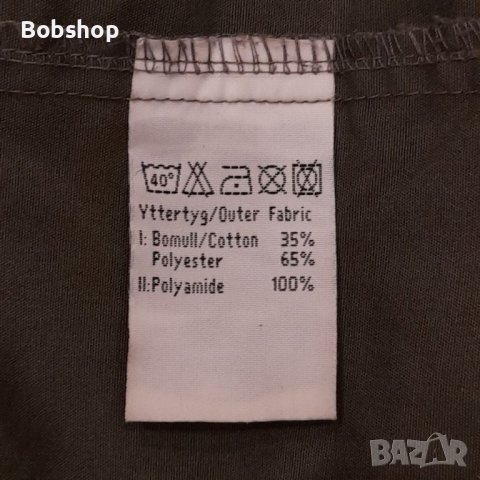 Bobshop
40°
Yttertyg/Outer Fabric
I: Bomull/Cotton 35%
Polyester 65%
II:Polyamide 100%
BAZAR